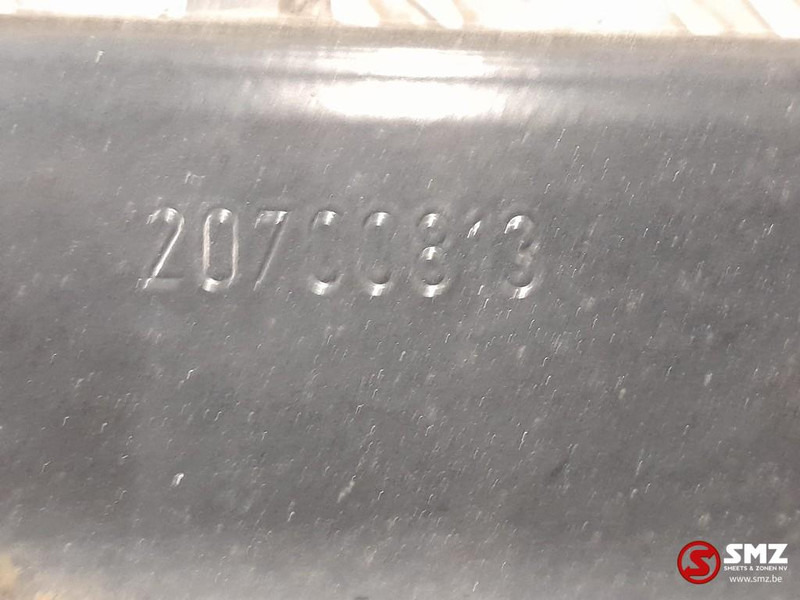 20700813
SMZ
SMEETS & ZONEN NV
www.smz.be